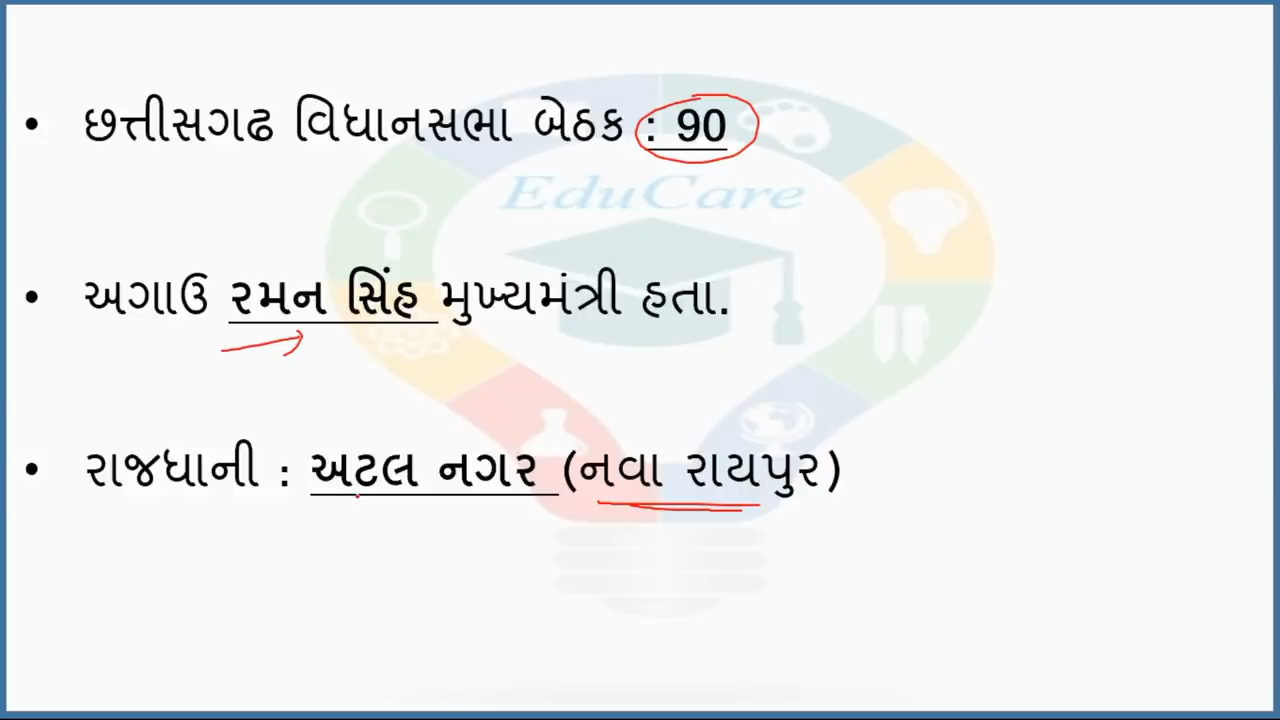 • છત્તીસગઢ વિધાનસભા બેઠક : 90
EduCare
• અગાઉ રમન સિંહ મુખ્યમંત્રી હતા.
• રાજધાની : અટલ નગર (નવા રાયપુર)